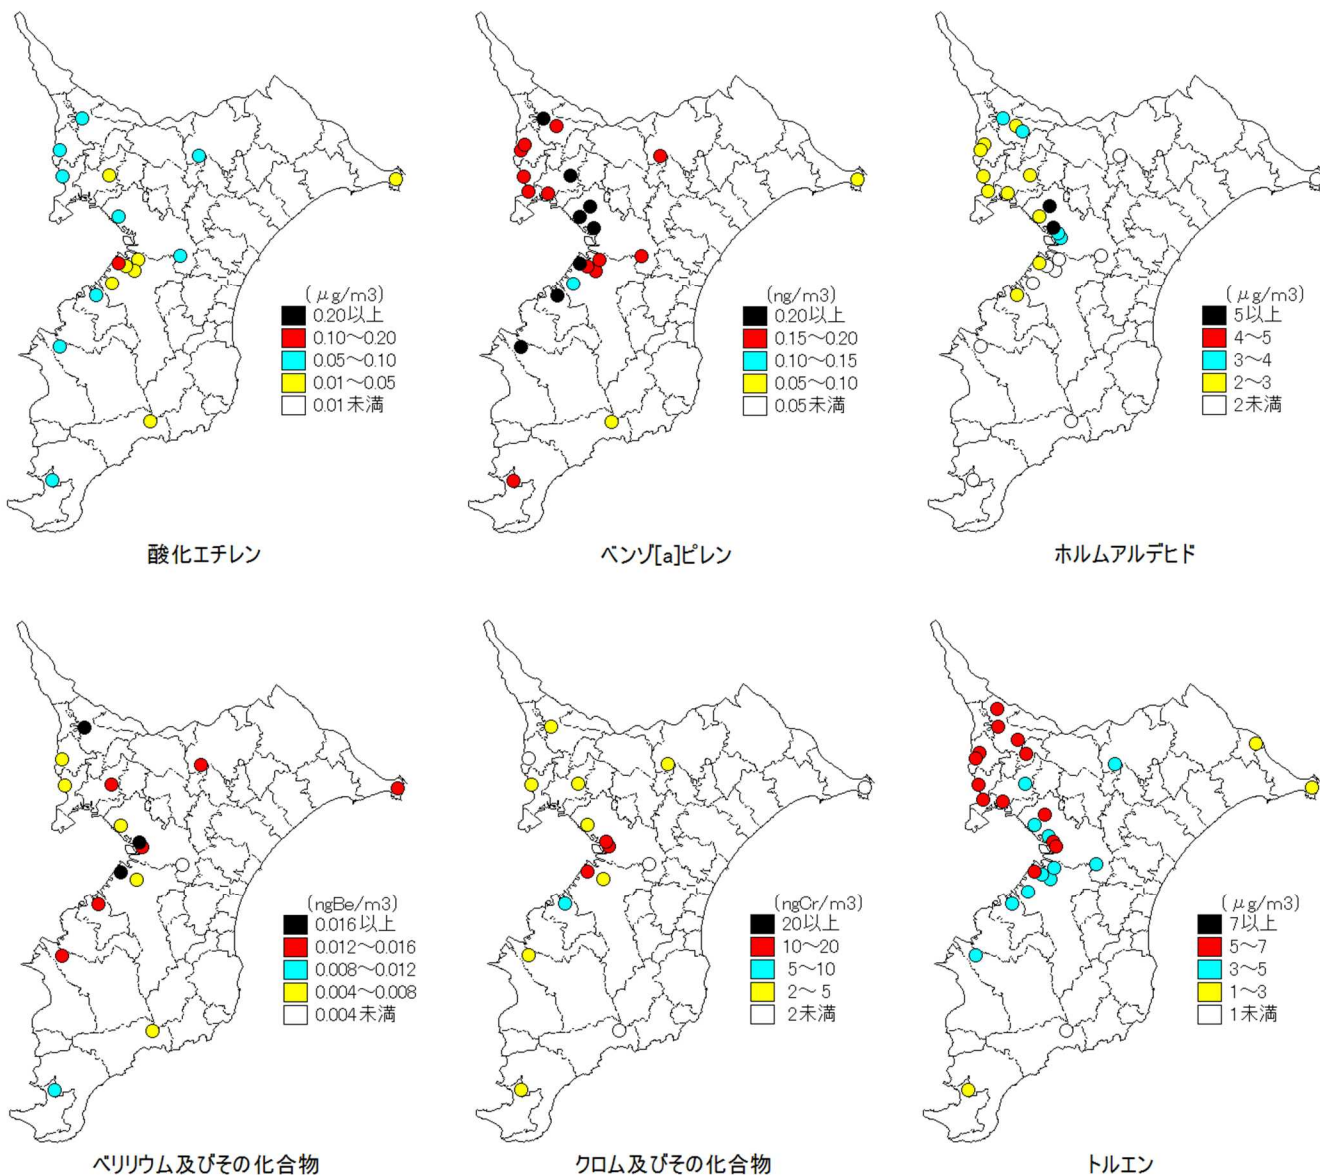 (μg/m3)
0.20以上
0.10～0.20
0.05～0.10
0.01～0.05
0.01未満
酸化エチレン
(ng/m3)
0.20以上
0.15～0.20
0.10～0.15
0.05～0.10
0.05未満
ベンゾ[a]ピレン
(μg/m3)
5以上
4～5
3～4
2～3
2未満
ホルムアルデヒド
(ngBe/m3)
0.016以上
0.012～0.016
0.008～0.012
0.004～0.008
0.004未満
ベリリウム及びその化合物
(ngCr/m3)
20以上
10～20
5～10
2～5
2未満
クロム及びその化合物
(μg/m3)
7以上
5～7
3～5
1～3
1未満
トルエン